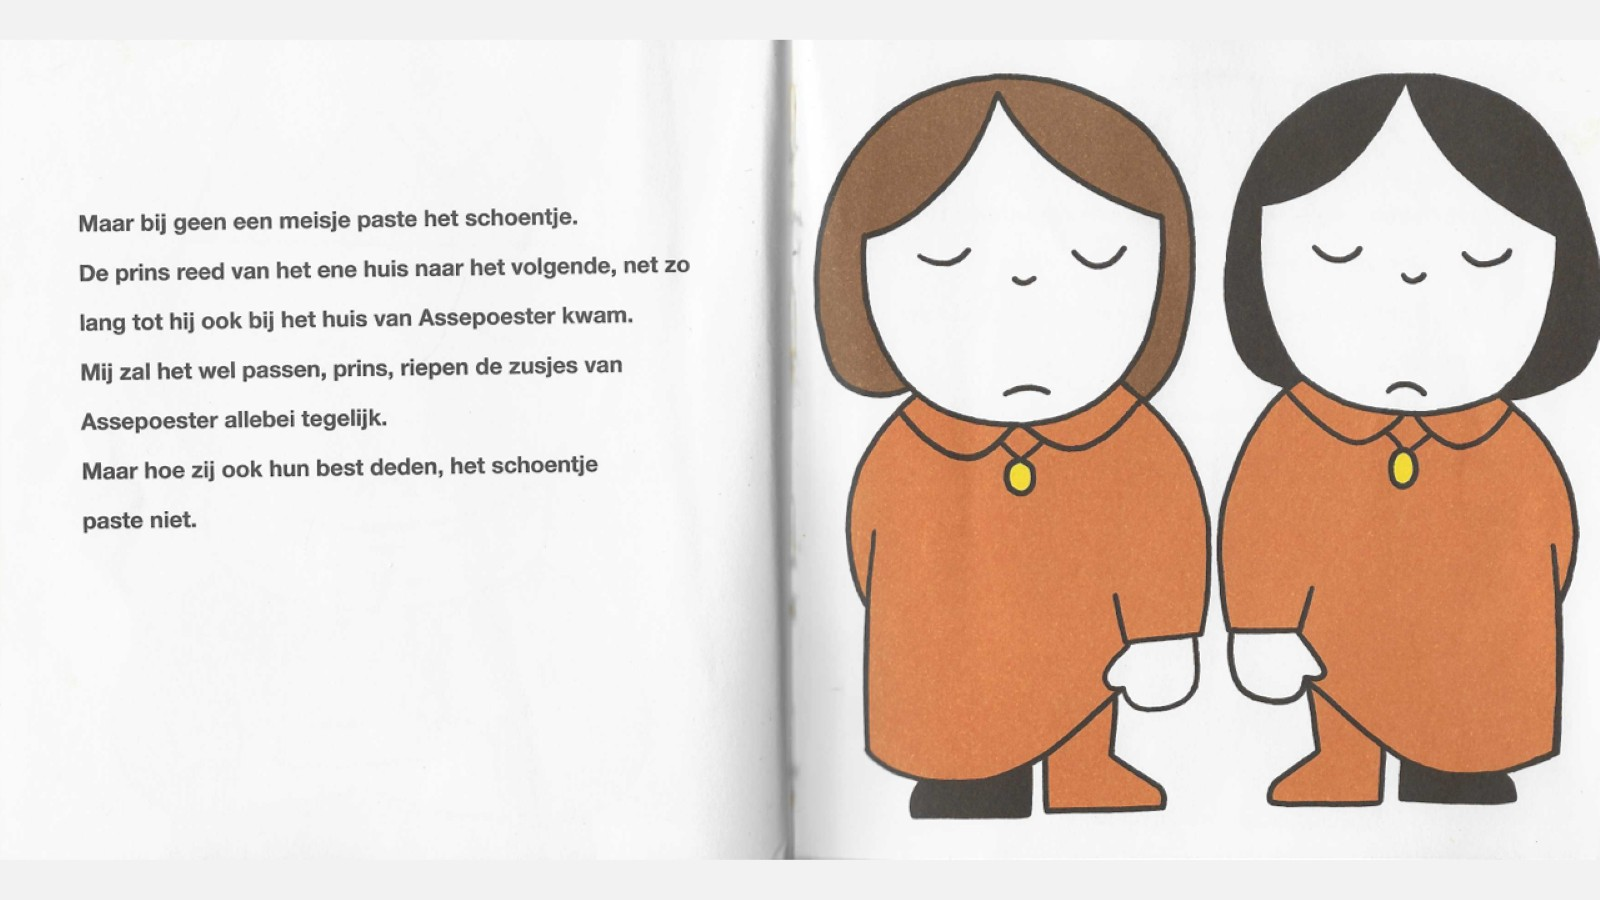 Maar bij geen een meisje paste het schoentje.
De prins reed van het ene huis naar het volgende, net zo
lang tot hij ook bij het huis van Assepoester kwam.
Mij zal het wel passen, prins, riepen de zusjes van
Assepoester allebei tegelijk.
Maar hoe zij ook hun best deden, het schoentje
paste niet.